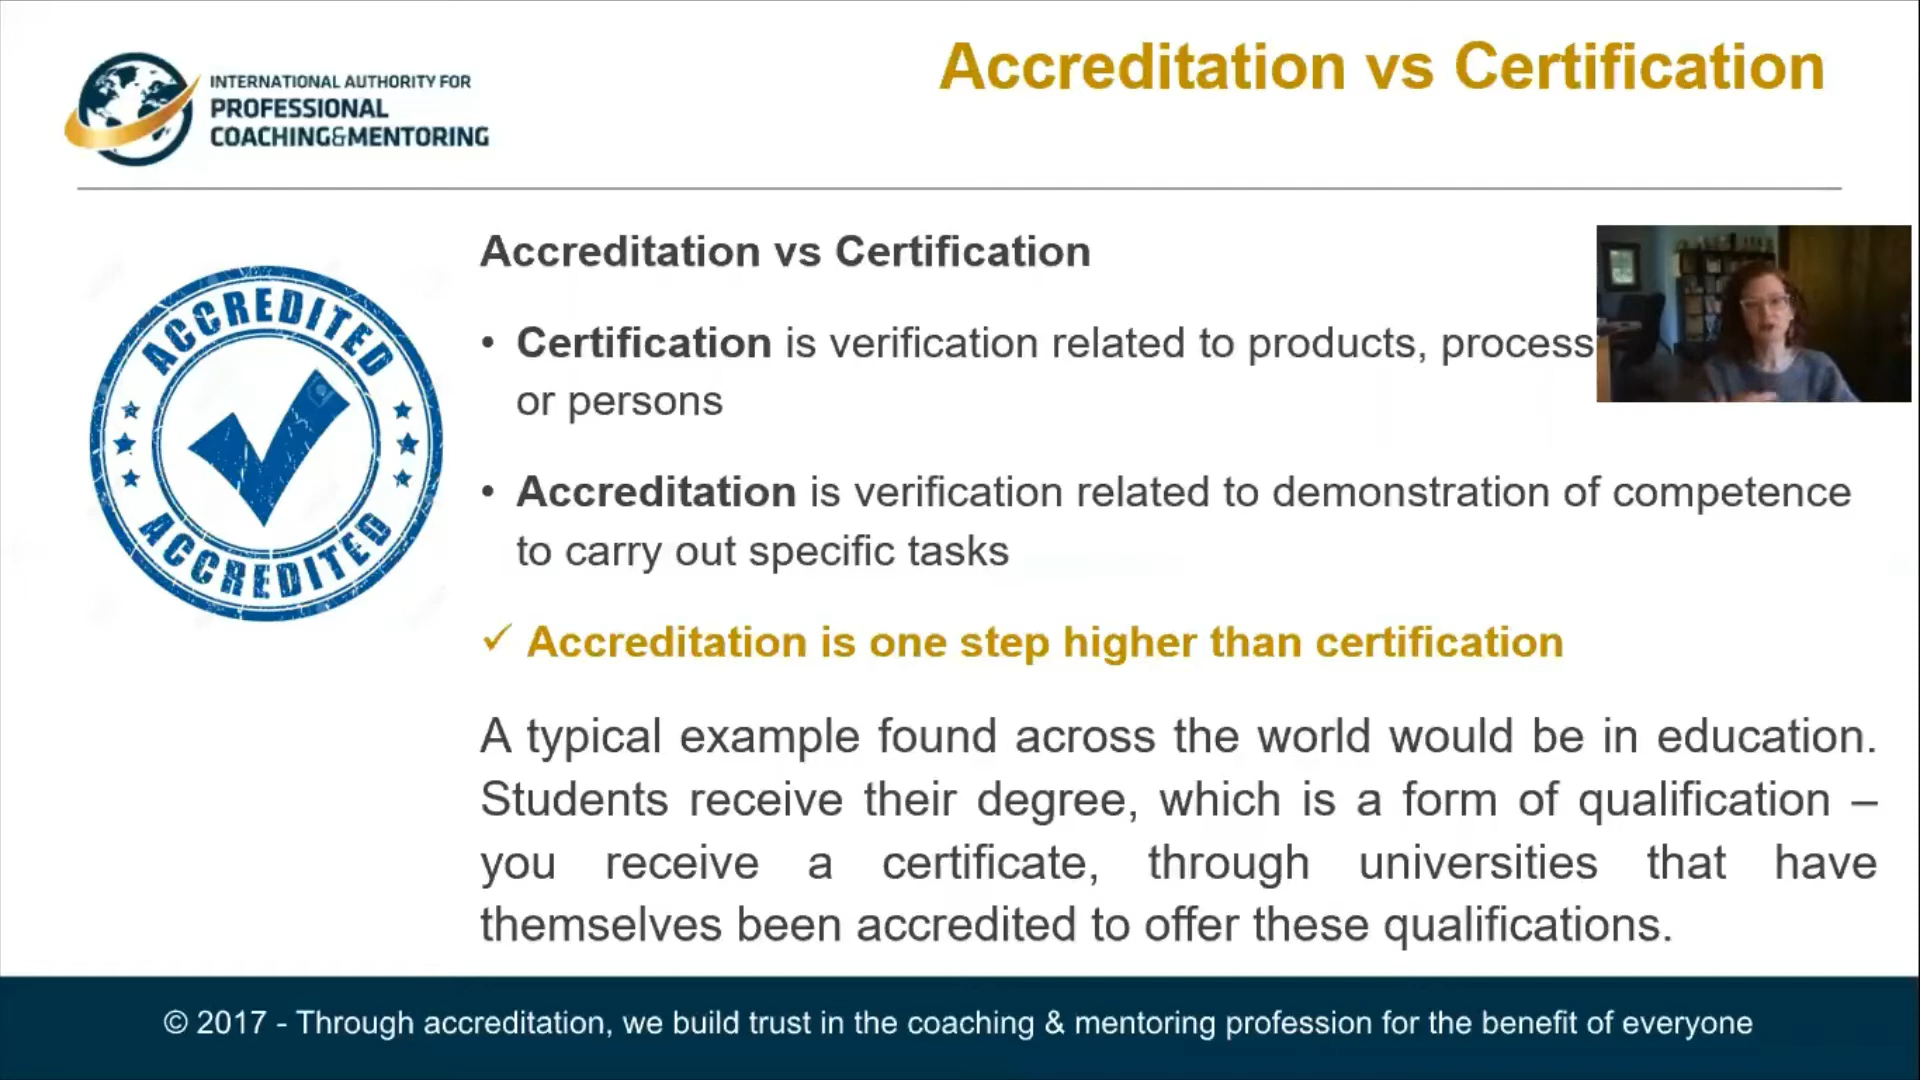 Accreditation vs Certification
INTERNATIONAL AUTHORITY FOR
PROFESSIONAL
COACHING&MENTORING
Accreditation vs Certification
• Certification is verification related to products, process
or persons
• Accreditation is verification related to demonstration of competence
to carry out specific tasks
✓ Accreditation is one step higher than certification
A typical example found across the world would be in education.
Students receive their degree, which is a form of qualification –
you receive a certificate, through universities that have
themselves been accredited to offer these qualifications.
ACCREDITED
ACCREDITED
© 2017 - Through accreditation, we build trust in the coaching & mentoring profession for the benefit of everyone